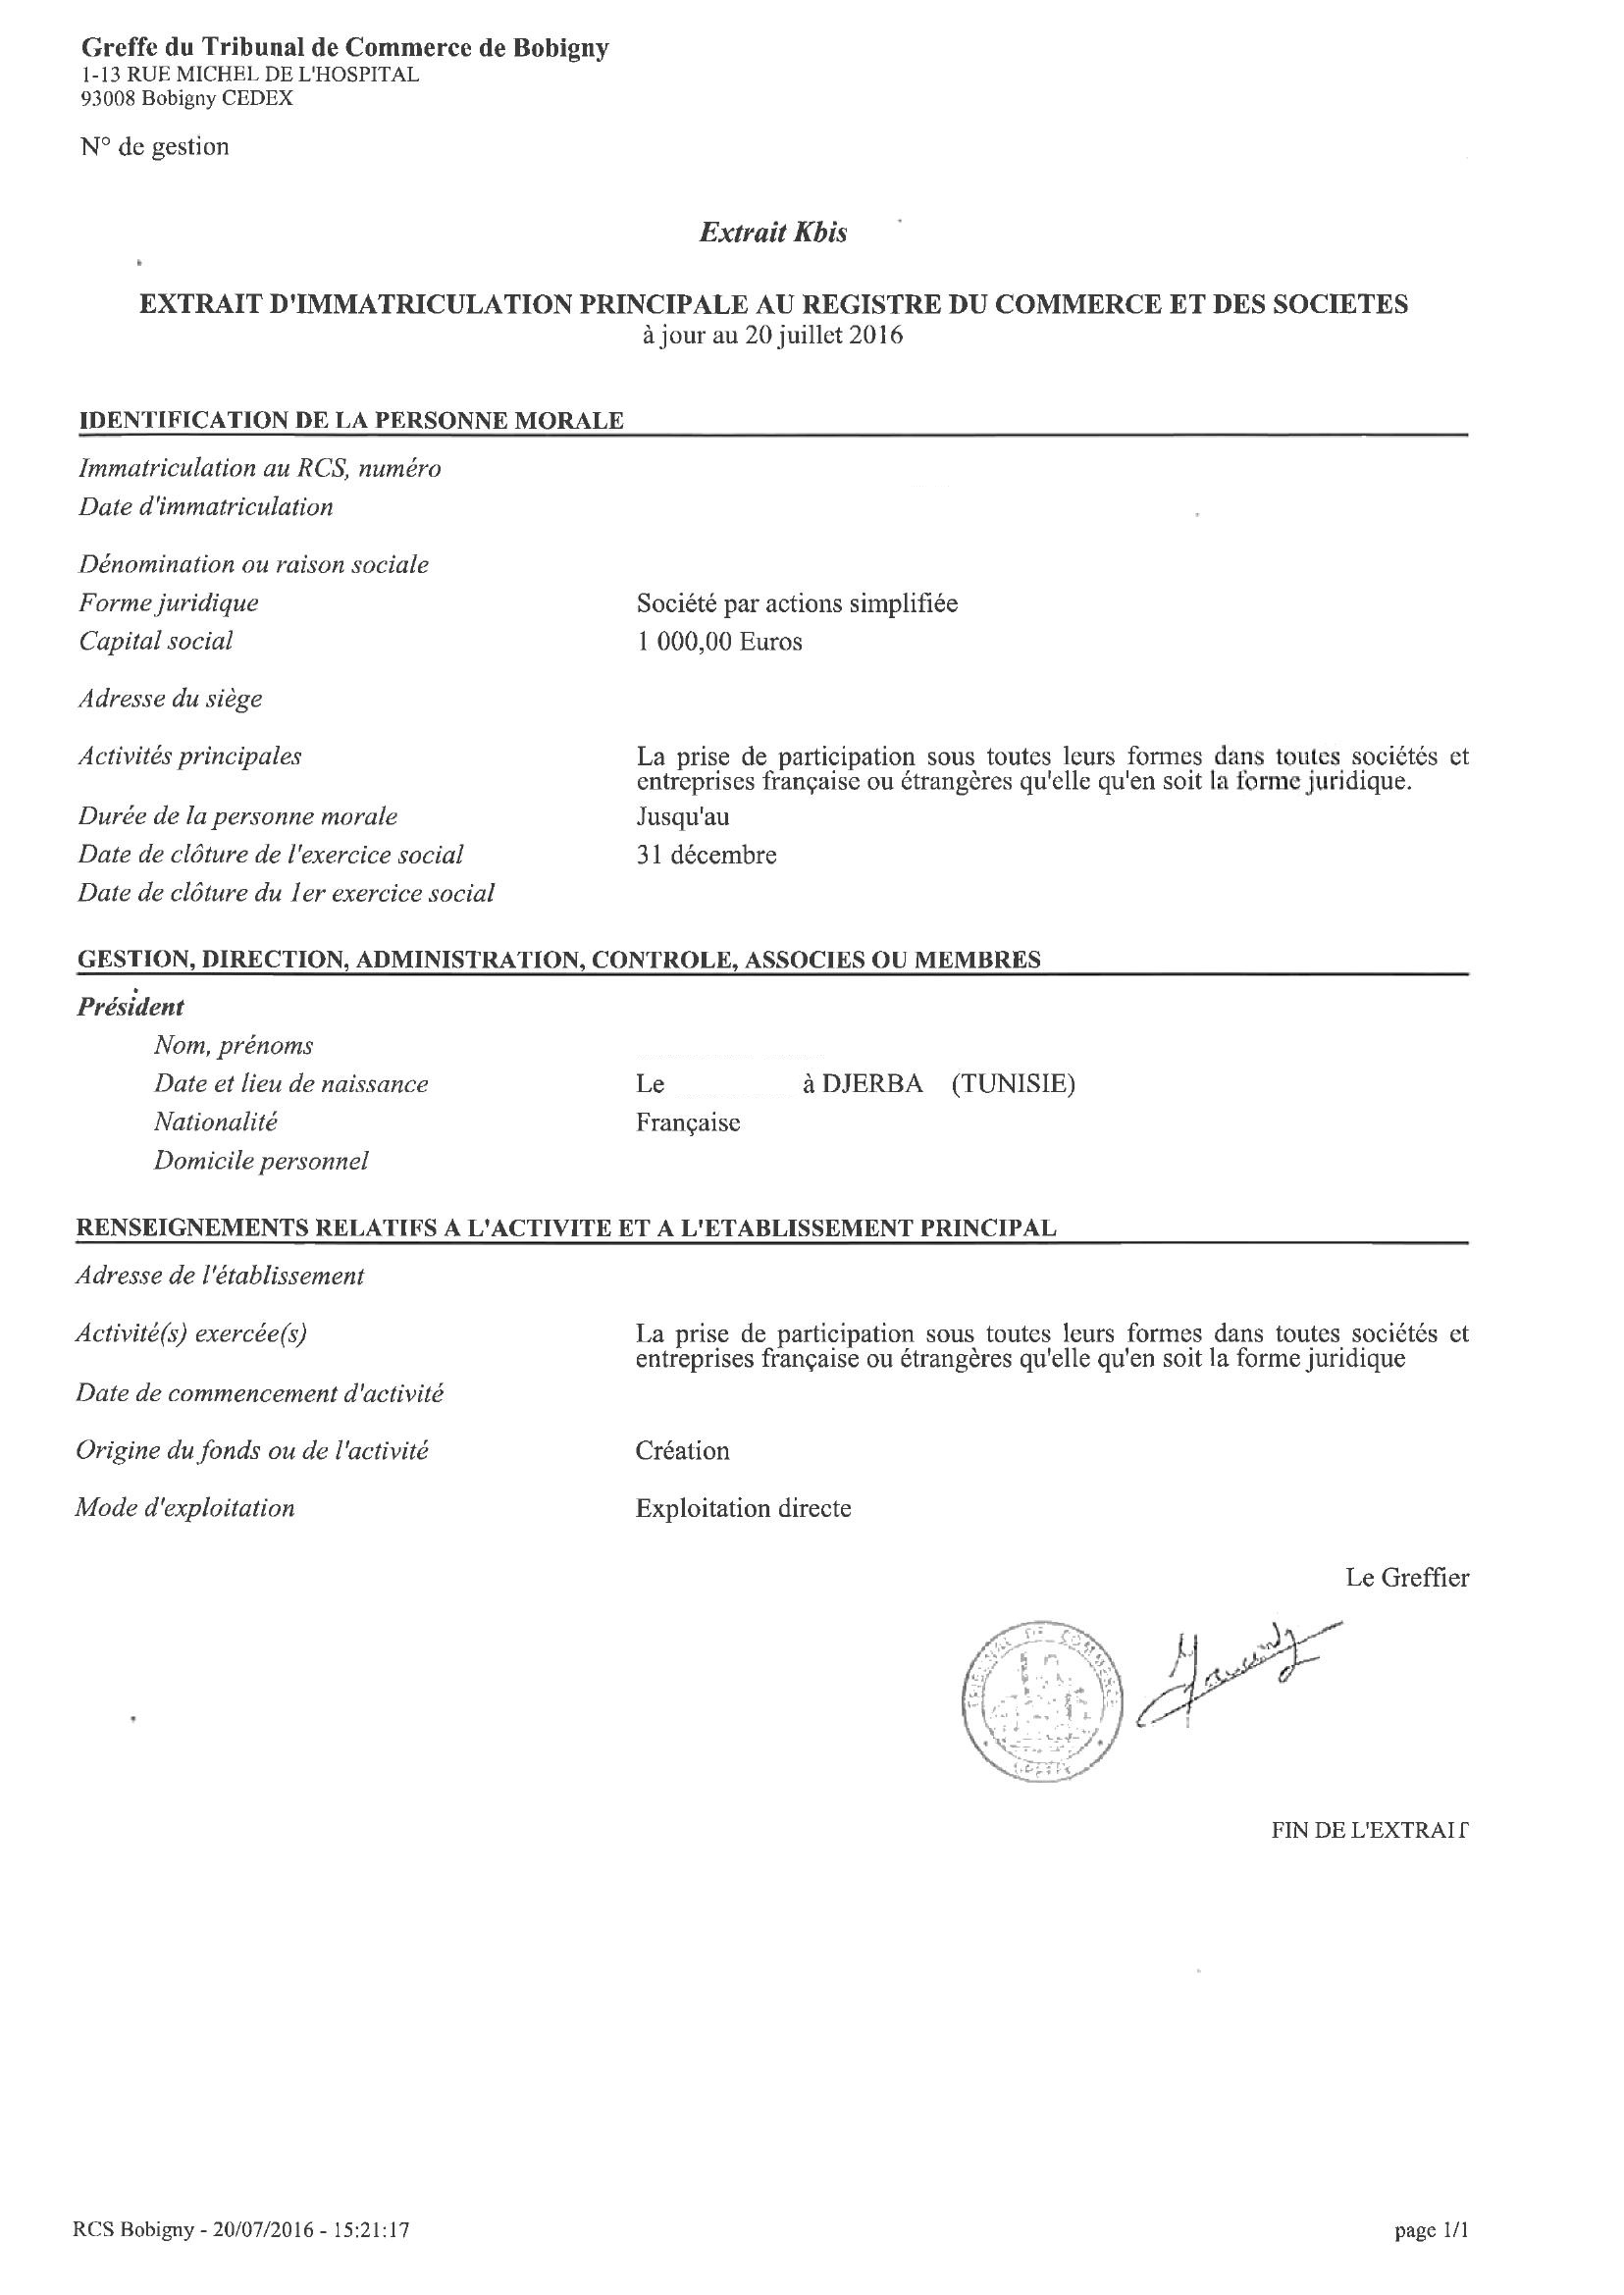 Greffe du Tribunal de Commerce de Bobigny
1-13 RUE MICHEL DE L'HOSPITAL
93008 Bobigny CEDEX
N° de gestion
Extrait Kbis
EXTRAIT D'IMMATRICULATION PRINCIPALE AU REGISTRE DU COMMERCE ET DES SOCIETES
à jour au 20 juillet 2016
IDENTIFICATION DE LA PERSONNE MORALE
Immatriculation au RCS, numéro
Date d'immatriculation
Dénomination ou raison sociale
Forme juridique Société par actions simplifiée
Capital social 1 000,00 Euros
Adresse du siège
Activités principales La prise de participation sous toutes leurs formes dans toutes sociétés et
entreprises française ou étrangères qu'elle qu'en soit la forme juridique.
Durée de la personne morale Jusqu'au
Date de clôture de l'exercice social 31 décembre
Date de clôture du 1er exercice social
GESTION, DIRECTION, ADMINISTRATION, CONTROLE, ASSOCIES OU MEMBRES
Président
Nom, prénoms
Date et lieu de naissance Le à DJERBA (TUNISIE)
Nationalité Française
Domicile personnel
RENSEIGNEMENTS RELATIFS A L'ACTIVITE ET A L'ETABLISSEMENT PRINCIPAL
Adresse de l'établissement
Activité(s) exercée(s) La prise de participation sous toutes leurs formes dans toutes sociétés et
entreprises française ou étrangères qu'elle qu'en soit la forme juridique
Date de commencement d'activité
Origine du fonds ou de l'activité Création
Mode d'exploitation Exploitation directe
Le Greffier
TRIBUNAL DE COMMERCE
GREFFE
FIN DE L'EXTRAIT
RCS Bobigny - 20/07/2016 - 15:21:17 page 1/1